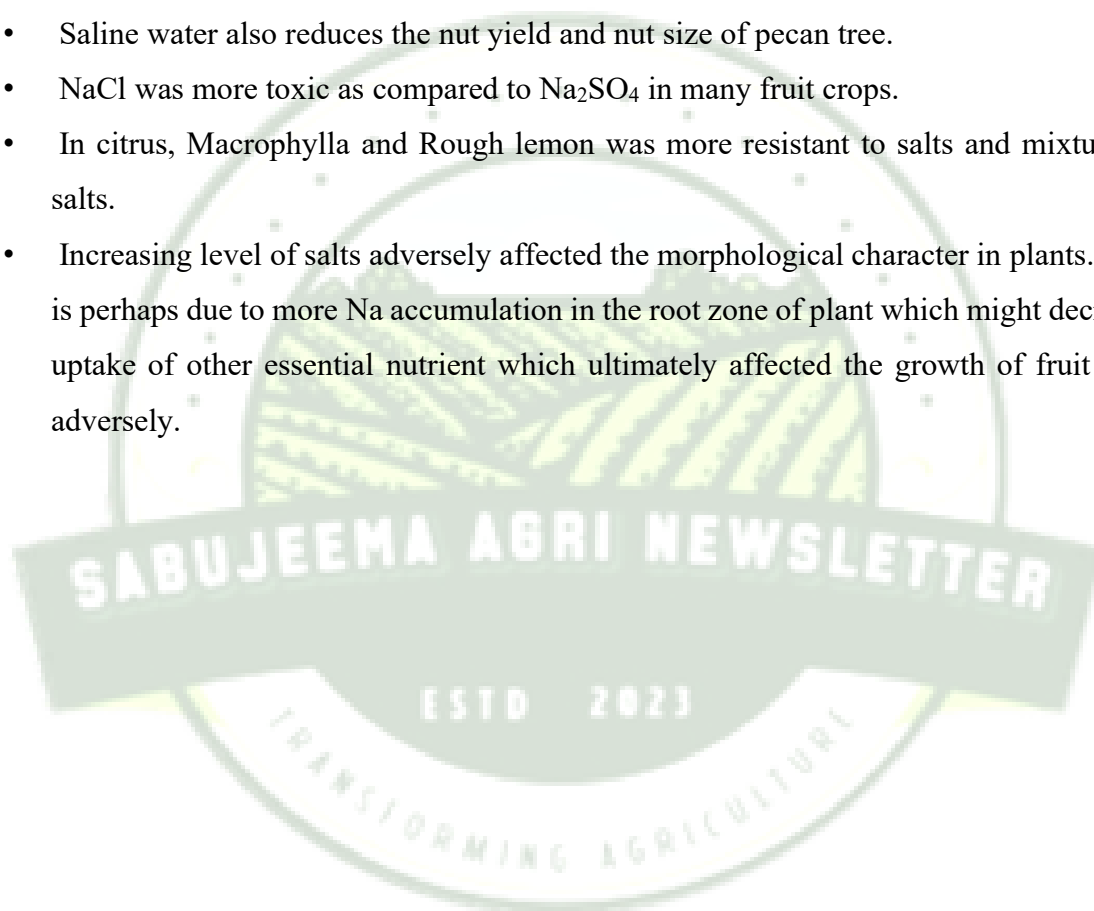 • Saline water also reduces the nut yield and nut size of pecan tree.
• NaCl was more toxic as compared to Na₂SO₄ in many fruit crops.
• In citrus, Macrophylla and Rough lemon was more resistant to salts and
salts.
• Increasing level of salts adversely affected the morphological character in plants.
is perhaps due to more Na accumulation in the root zone of plant which might
uptake of other essential nutrient which ultimately affected the growth of fruit
adversely.
SABUJEEMA AGRI NEWSLETTER
ESTD 2023
TRANSFORMING AGRICULTURE